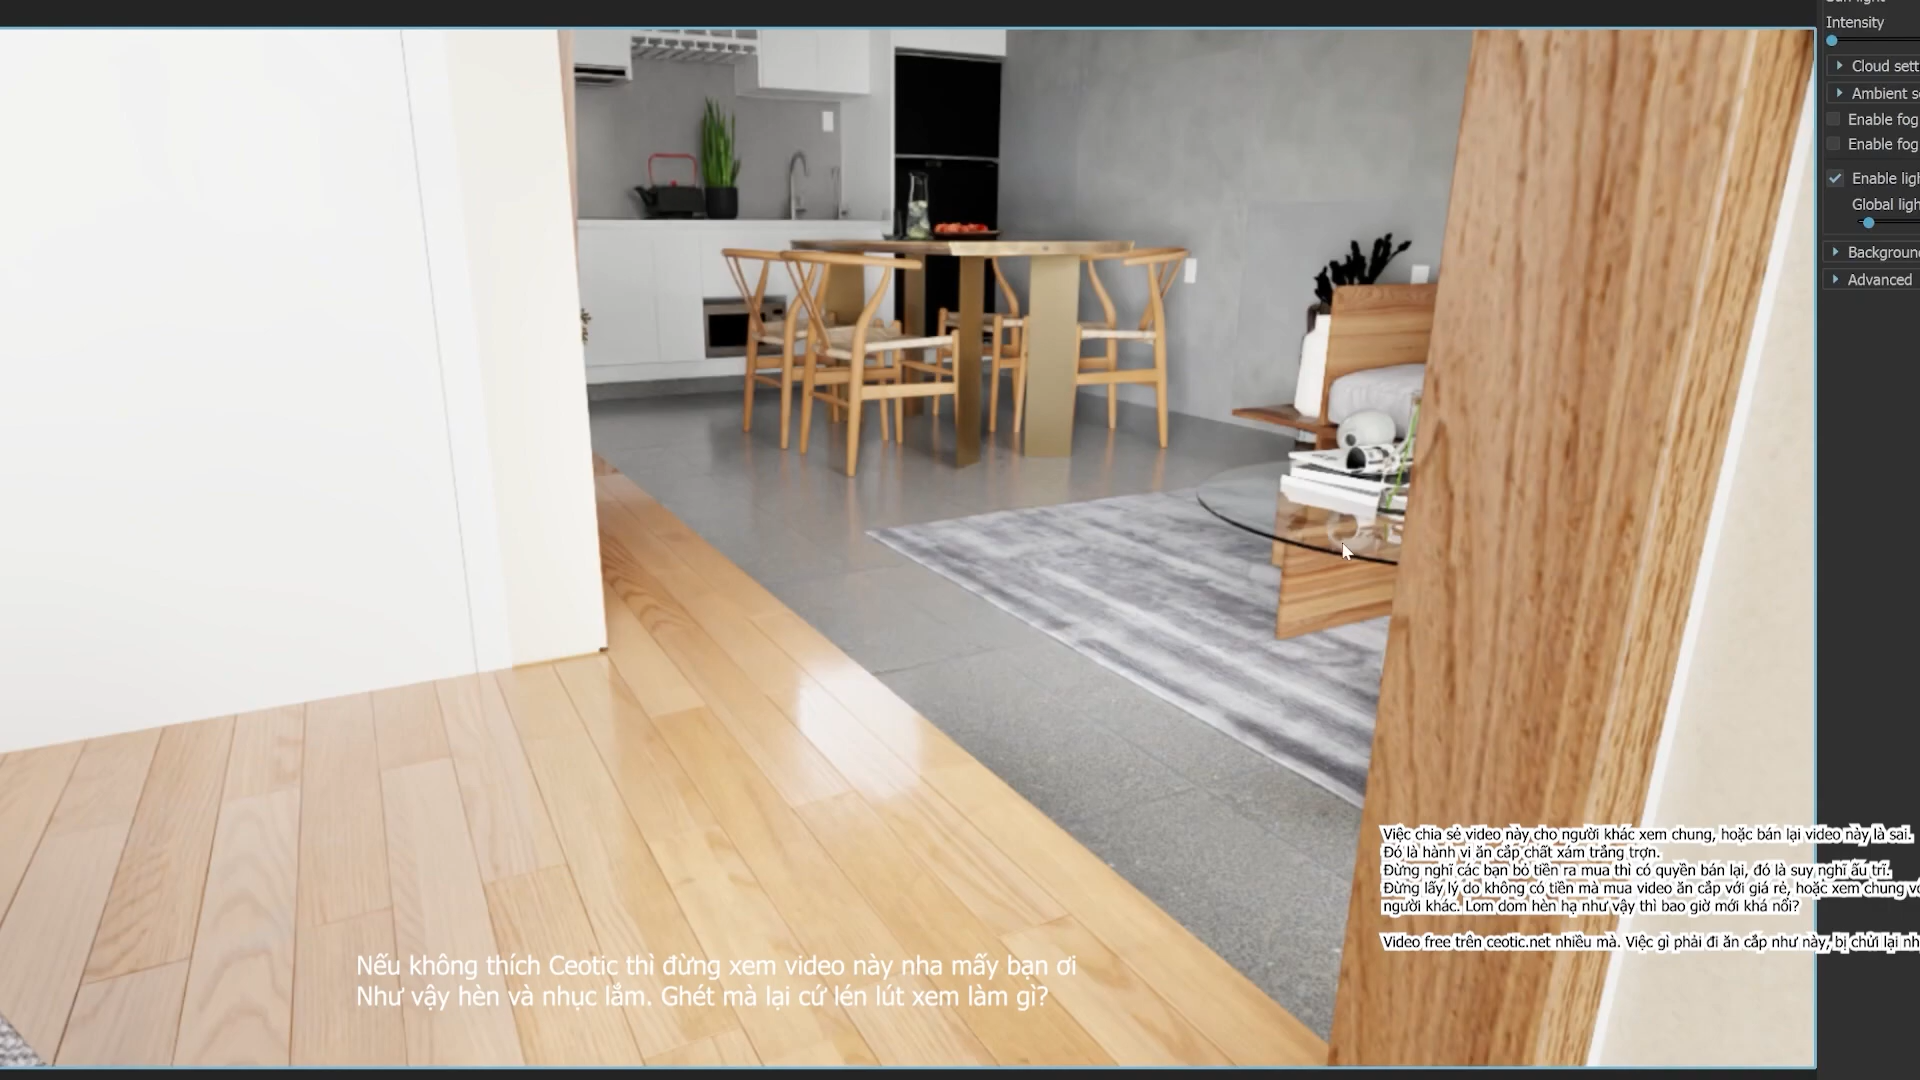 Intensity
Cloud sett
Ambient s
Enable fog
Enable fog
Enable ligh
Global ligh
Background
Advanced
Việc chia sẻ video này cho người khác xem chung, hoặc bán lại video này là sai.
Đó là hành vi ăn cắp chất xám trắng trợn.
Đừng nghĩ các bạn bỏ tiền ra mua thì có quyền bán lại, đó là suy nghĩ ấu trĩ.
Đừng lấy lý do không có tiền mà mua video ăn cắp với giá rẻ, hoặc xem chung vớ
người khác. Lom dom hèn hạ như vậy thì bao giờ mới khá nổi?
Video free trên ceotic.net nhiều mà. Việc gì phải đi ăn cắp như này, bị chửi lại nh
Nếu không thích Ceotic thì đừng xem video này nha mấy bạn ơi
Như vậy hèn và nhục lắm. Ghét mà lại cứ lén lút xem làm gì?